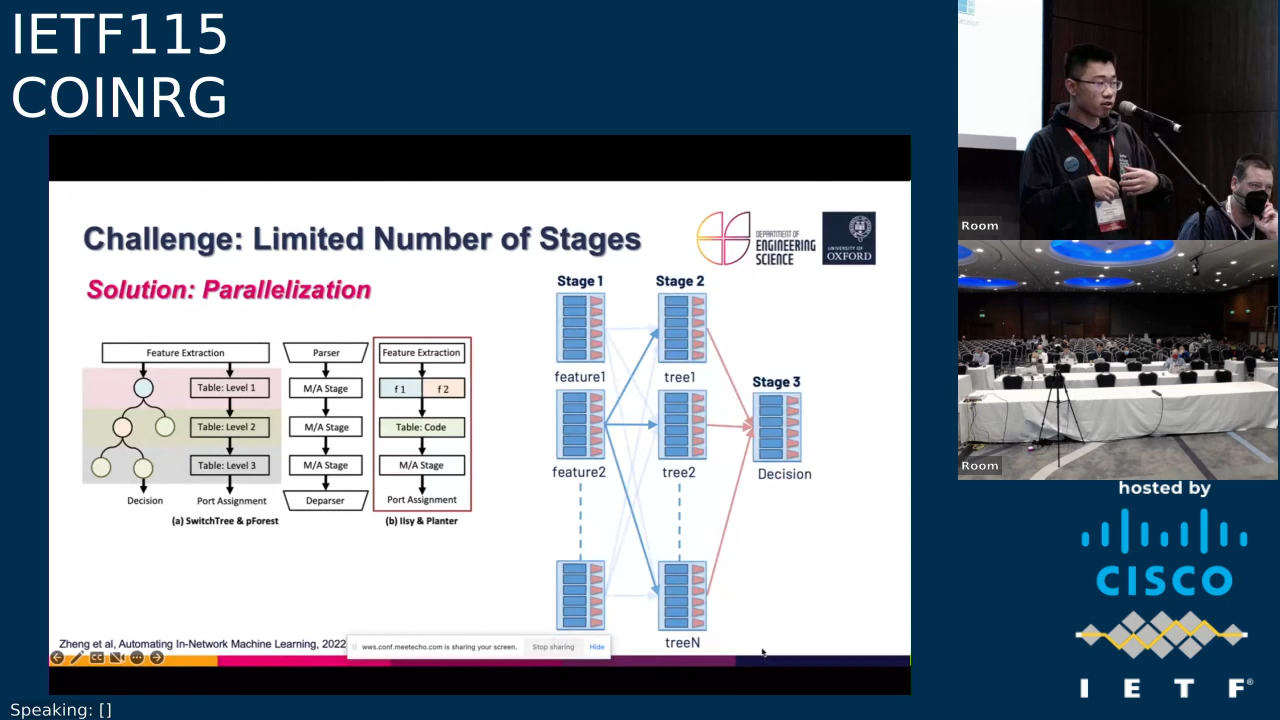 IETF115
COINRG
Challenge: Limited Number of Stages
DEPARTMENT OF
ENGINEERING
SCIENCE
UNIVERSITY OF
OXFORD
Solution: Parallelization
Feature Extraction
Table: Level 1
Table: Level 2
Table: Level 3
Decision
Port Assignment
(a) SwitchTree & pForest
Parser
M/A Stage
M/A Stage
M/A Stage
Deparser
Feature Extraction
f 1
f 2
Table: Code
M/A Stage
Port Assignment
(b) IIsy & Planter
Stage 1
Stage 2
feature1
tree1
Stage 3
feature2
tree2
Decision
treeN
Zheng et al, Automating In-Network Machine Learning, 2022
wws.conf.meetecho.com is sharing your screen.
Stop sharing
Hide
CC
Room
Room
hosted by
CISCO
I E T F®
Speaking: []